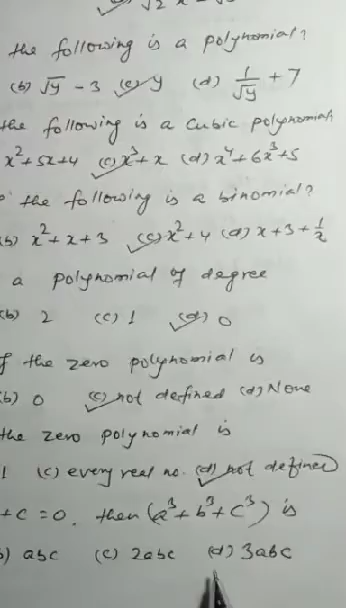 √2 x
the following is a polynomial?
(b) √y - 3 (c) y (d) 1/√y + 7
the following is a cubic polynomial
x² + 5x + 4 (c) x³ + x (d) x⁴ + 6x³ + 5
the following is a binomial?
b) x² + x + 3 (c) x² + 4 (d) x + 3 + 1/x
a polynomial of degree
(b) 2 (c) 1 (d) 0
f the zero polynomial is
(b) 0 (c) not defined (d) None
the zero polynomial is
1 (c) every real no. (d) not defined
+ c = 0. then (a³ + b³ + c³) is
) abc (c) 2abc (d) 3abc